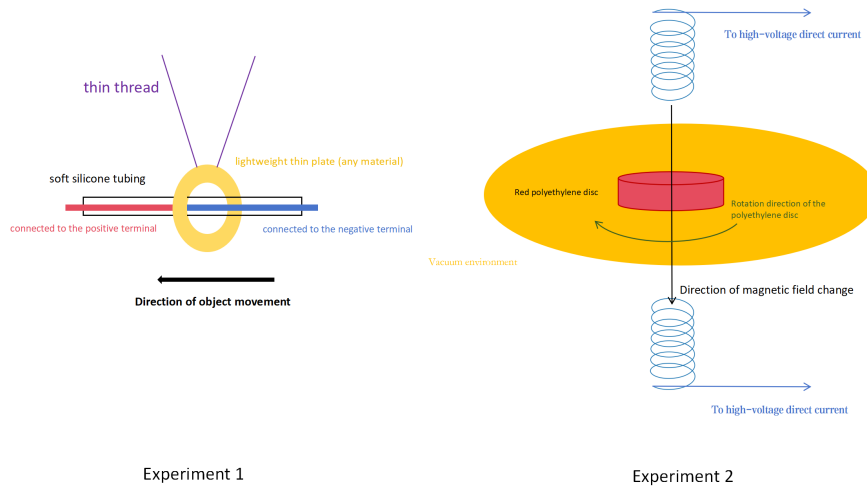 To high-voltage direct current
thin thread
lightweight thin plate (any material)
soft silicone tubing
Red polyethylene disc
Rotation direction of the
polyethylene disc
connected to the positive terminal
connected to the negative terminal
Vacuum environment
Direction of magnetic field change
Direction of object movement
To high-voltage direct current
Experiment 1
Experiment 2